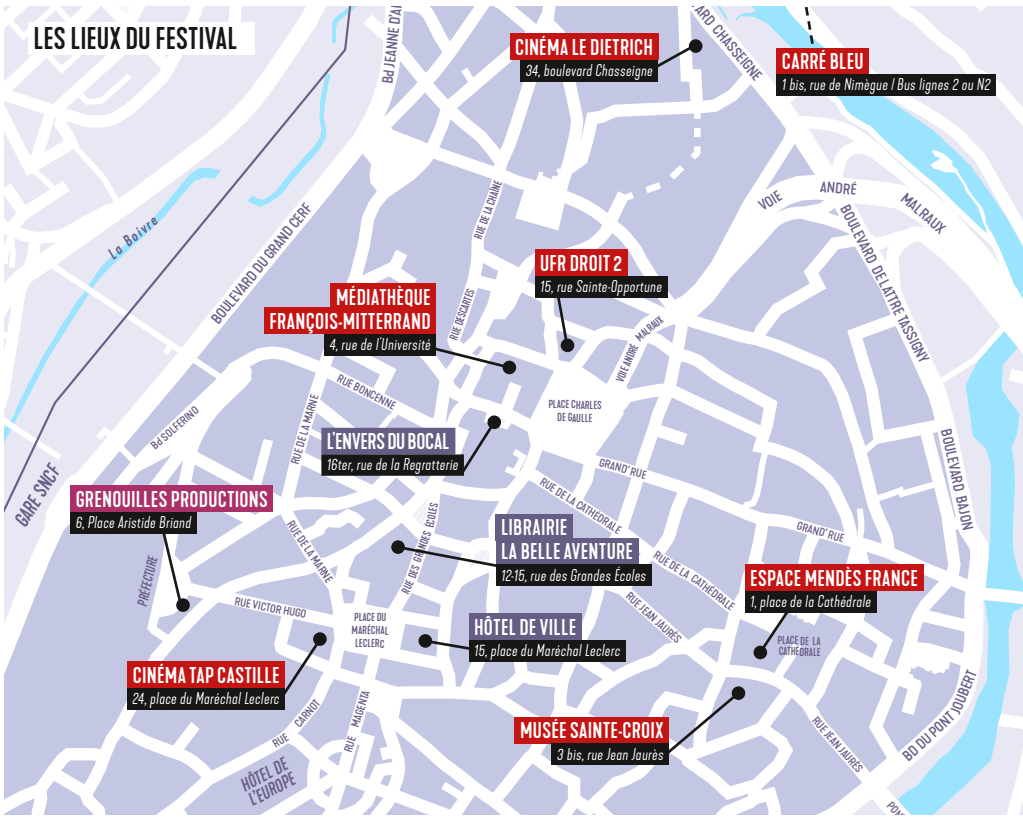 LES LIEUX DU FESTIVAL
Bd JEANNE D'A
ARD CHASSEIGNE
CINÉMA LE DIETRICH
34, boulevard Chasseigne
CARRÉ BLEU
1 bis, rue de Nimègue / Bus lignes 2 ou N2
La Boivre
BOULEVARD DU GRAND CERF
RUE DE LA CHAÎNE
VOIE ANDRÉ MALRAUX
BOULEVARD DE LATTRE TASSIGNY
UFR DROIT 2
15, rue Sainte-Opportune
MÉDIATHÈQUE
FRANÇOIS-MITTERRAND
4, rue de l'Université
RUE DESCARTES
VOIE ANDRÉ MALRAUX
RUE BONCENNE
PLACE CHARLES
DE GAULLE
Bd SOLFERINO
RUE DE LA MARNE
L'ENVERS DU BOCAL
16ter, rue de la Regratterie
GRAND'RUE
BOULEVARD BAJON
GARE SNCF
GRENOUILLES PRODUCTIONS
6, Place Aristide Briand
RUE DE LA CATHÉDRALE
RUE DES GRANDES ÉCOLES
LIBRAIRIE
LA BELLE AVENTURE
12-15, rue des Grandes Écoles
GRAND'RUE
RUE DE LA MARNE
RUE DE LA CATHÉDRALE
PRÉFECTURE
ESPACE MENDÈS FRANCE
1, place de la Cathédrale
RUE VICTOR HUGO
PLACE DU
MARÉCHAL
LECLERC
RUE JEAN JAURÈS
HÔTEL DE VILLE
15, place du Maréchal Leclerc
PLACE DE LA
CATHÉDRALE
CINÉMA TAP CASTILLE
24, place du Maréchal Leclerc
RUE CARNOT
RUE MAGENTA
MUSÉE SAINTE-CROIX
3 bis, rue Jean Jaurès
RUE JEAN JAURÈS
BD DU PONT JOUBERT
HÔTEL DE
L'EUROPE
PON